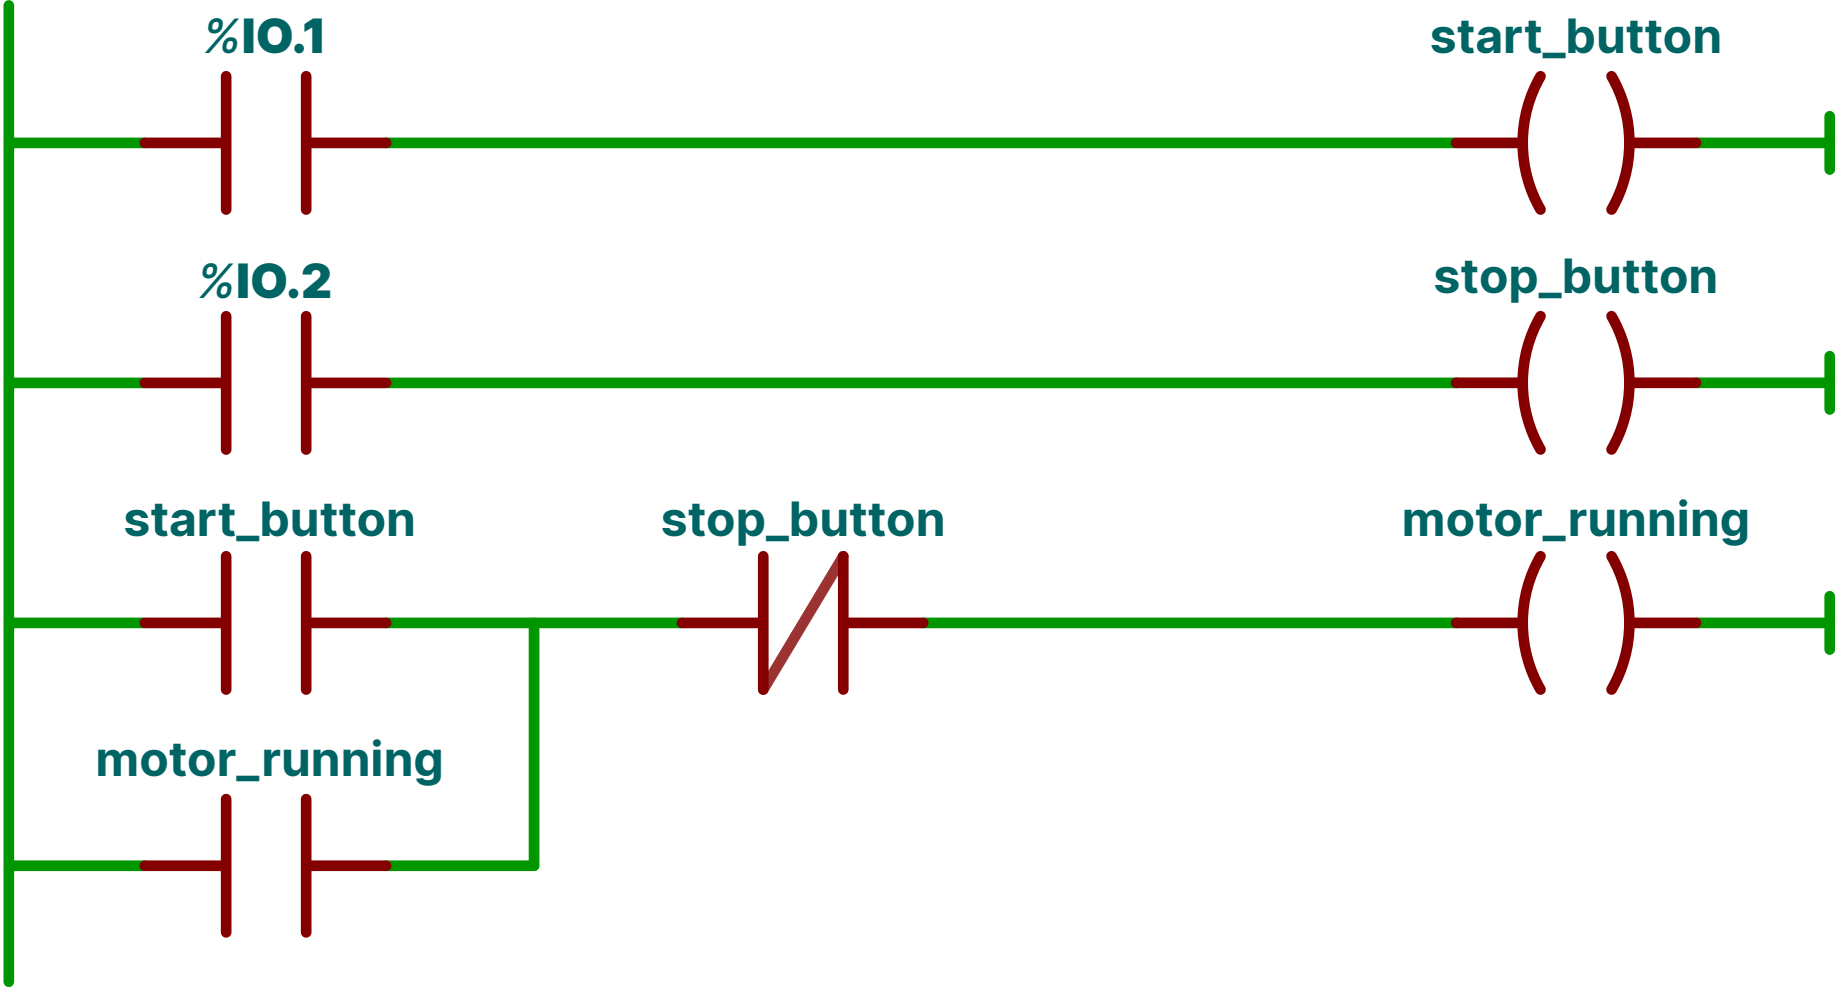 %I0.1
start_button
%I0.2
stop_button
start_button
stop_button
motor_running
motor_running